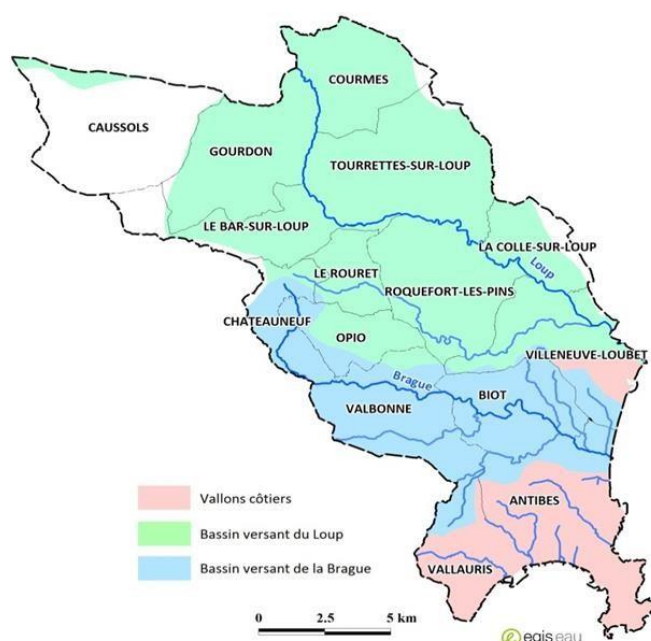 COURMES
CAUSSOLS
GOURDON
TOURRETTES-SUR-LOUP
LE BAR-SUR-LOUP
LA COLLE-SUR-LOUP
Loup
LE ROURET
ROQUEFORT-LES-PINS
CHATEAUNEUF
OPIO
VILLENEUVE-LOUBET
Brague
BIOT
VALBONNE
Vallons côtiers
ANTIBES
Bassin versant du Loup
Bassin versant de la Brague
VALLAURIS
0 2.5 5 km
egis eau